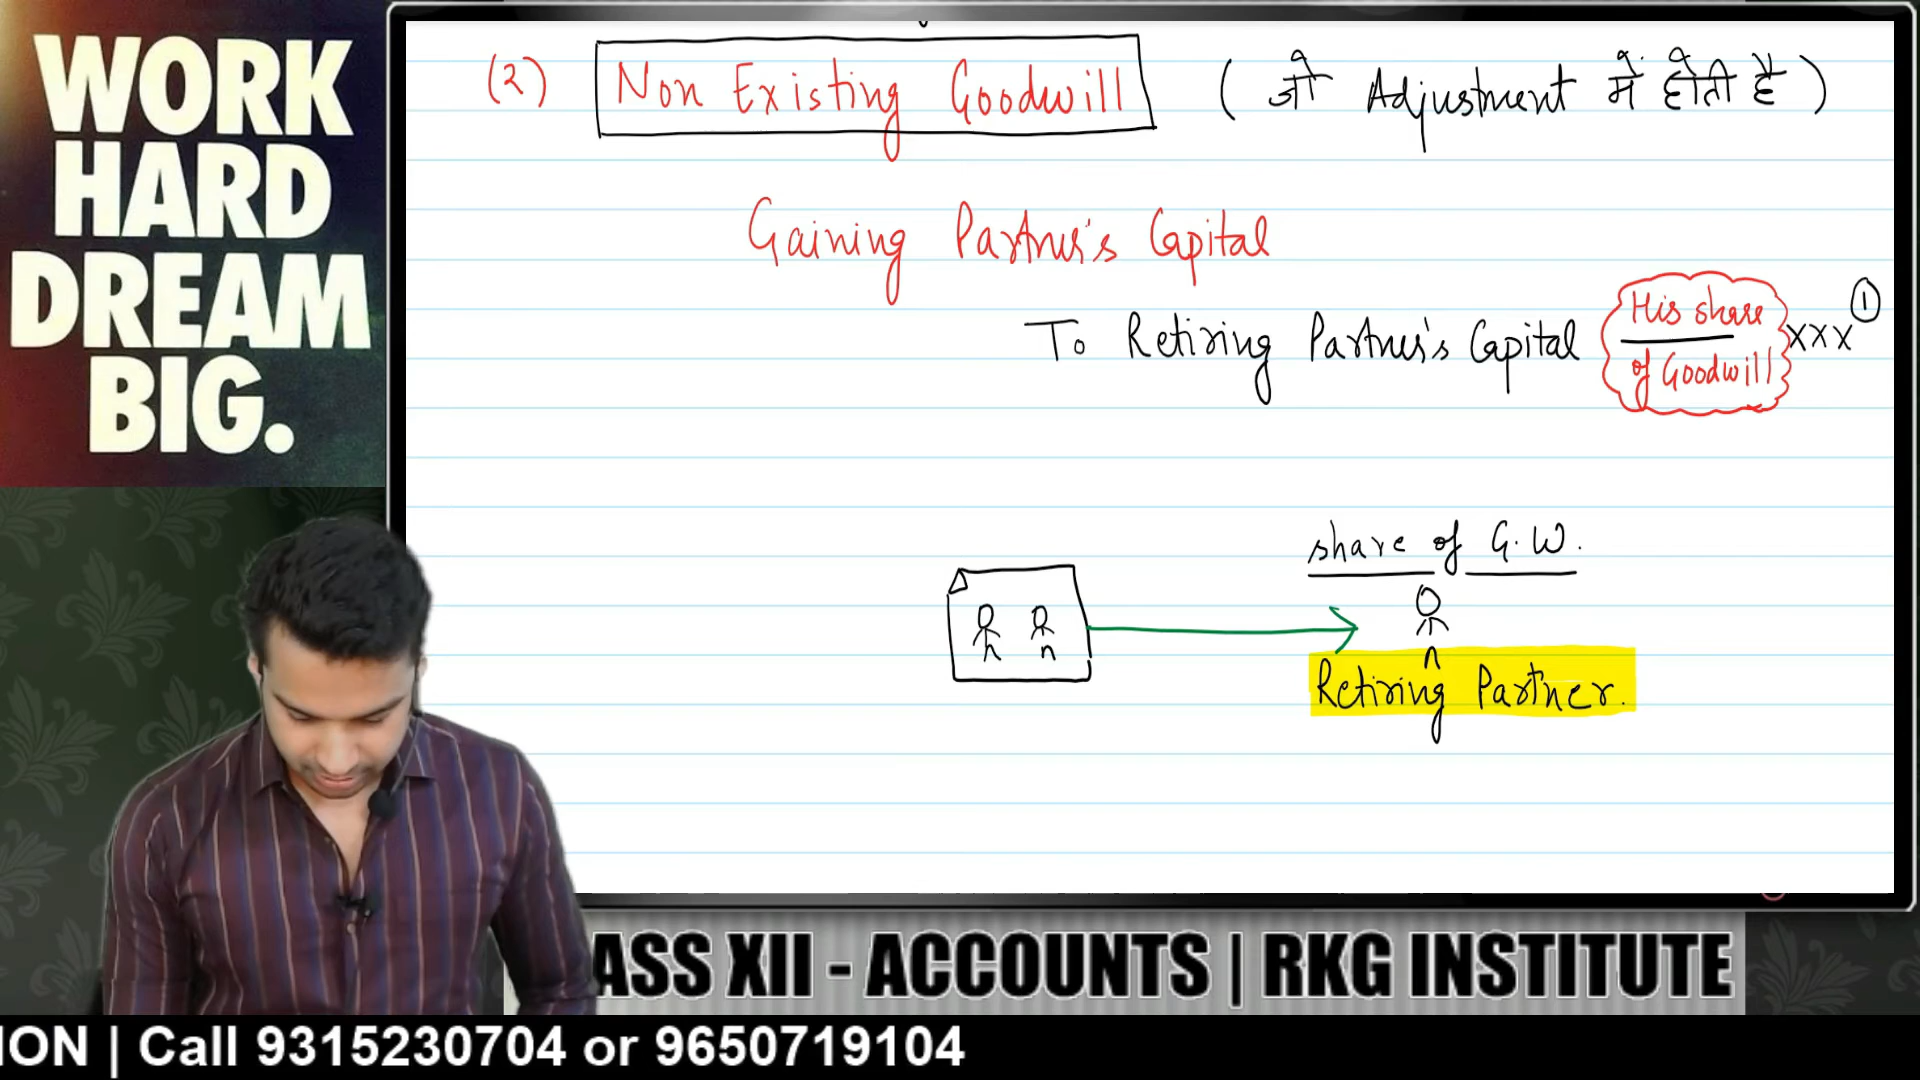 WORK
HARD
DREAM
BIG.
(2) Non Existing Goodwill ( जो Adjustment में होती है )
Gaining Partner's Capital
To Retiring Partner's Capital His share of Goodwill xxx ①
share of G.W.
Retiring Partner.
ASS XII - ACCOUNTS | RKG INSTITUTE
ION | Call 9315230704 or 9650719104